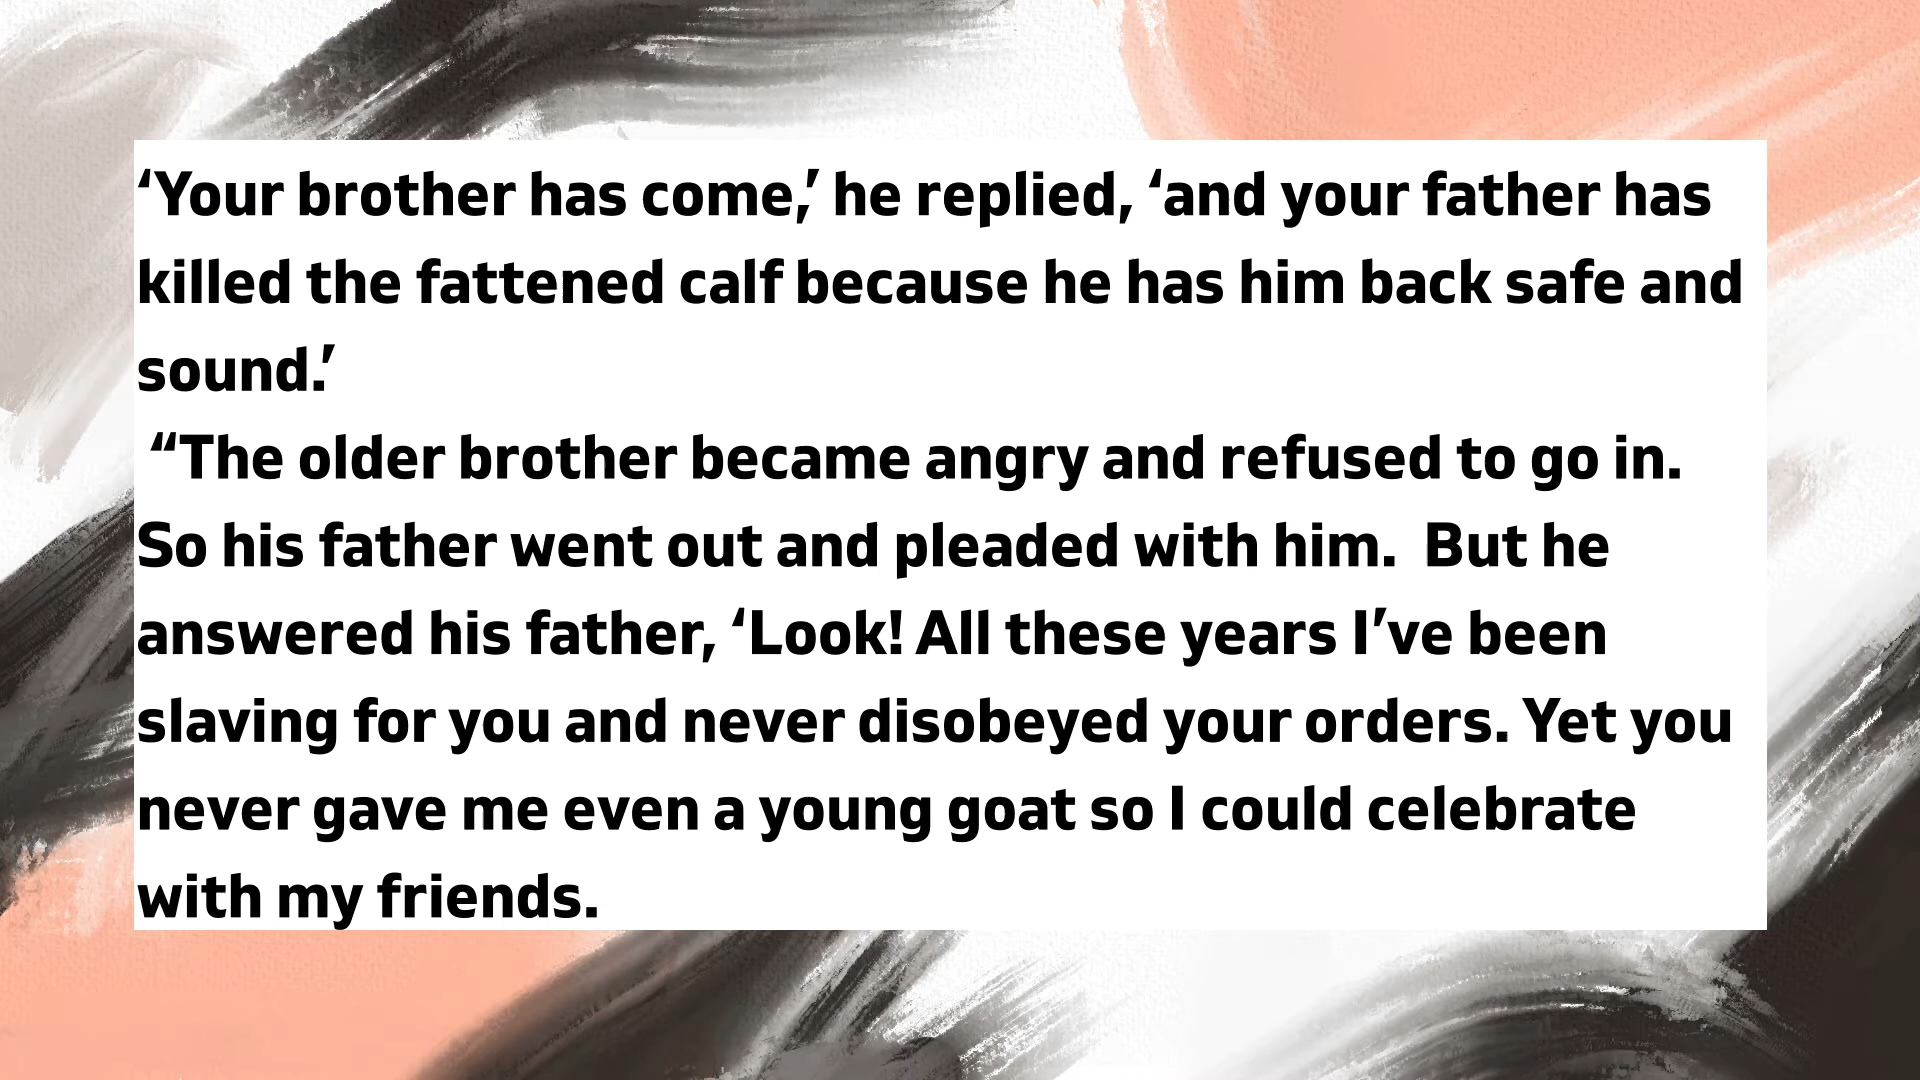 ‘Your brother has come,’ he replied, ‘and your father has
killed the fattened calf because he has him back safe and
sound.’
“The older brother became angry and refused to go in.
So his father went out and pleaded with him.  But he
answered his father, ‘Look! All these years I’ve been
slaving for you and never disobeyed your orders. Yet you
never gave me even a young goat so I could celebrate
with my friends.